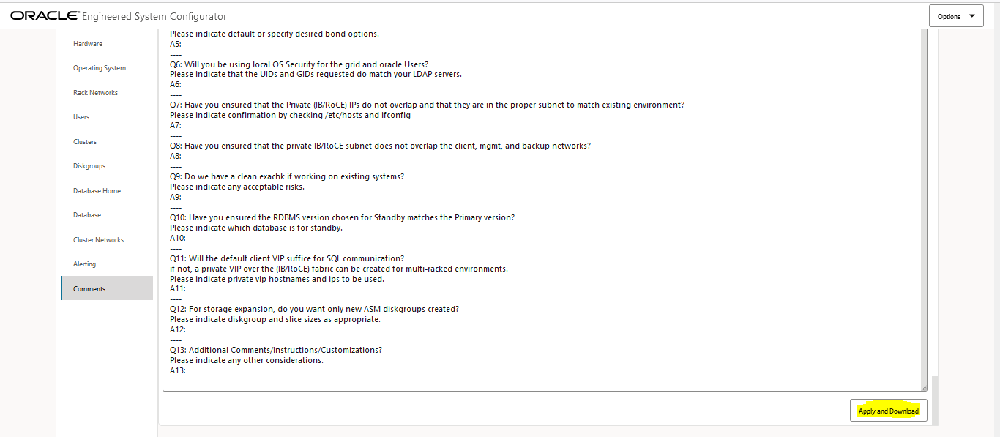 ORACLE Engineered System Configurator
Options
Hardware
Operating System
Rack Networks
Users
Clusters
Diskgroups
Database Home
Database
Cluster Networks
Alerting
Comments
Please indicate default or specify desired bond options.
A5:
----
Q6: Will you be using local OS Security for the grid and oracle Users?
Please indicate that the UIDs and GIDs requested do match your LDAP servers.
A6:
----
Q7: Have you ensured that the Private (IB/RoCE) IPs do not overlap and that they are in the proper subnet to match existing environment?
Please indicate confirmation by checking /etc/hosts and ifconfig
A7:
----
Q8: Have you ensured that the private IB/RoCE subnet does not overlap the client, mgmt, and backup networks?
A8:
----
Q9: Do we have a clean exachk if working on existing systems?
Please indicate any acceptable risks.
A9:
----
Q10: Have you ensured the RDBMS version chosen for Standby matches the Primary version?
Please indicate which database is for standby.
A10:
----
Q11: Will the default client VIP suffice for SQL communication?
if not, a private VIP over the (IB/RoCE) fabric can be created for multi-racked environments.
Please indicate private vip hostnames and ips to be used.
A11:
----
Q12: For storage expansion, do you want only new ASM diskgroups created?
Please indicate diskgroup and slice sizes as appropriate.
A12:
----
Q13: Additional Comments/Instructions/Customizations?
Please indicate any other considerations.
A13:
Apply and Download